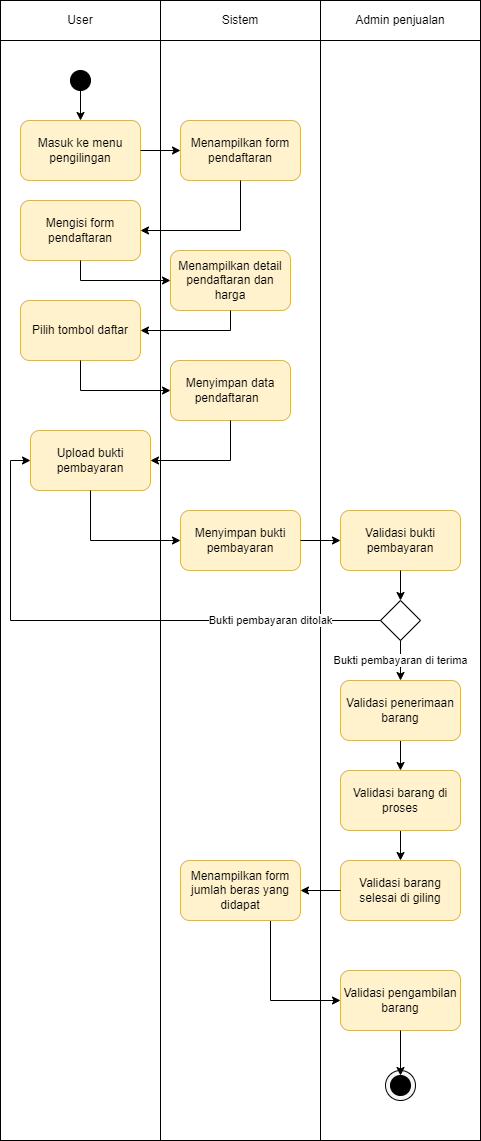 User
Sistem
Admin penjualan
Masuk ke menu
pengilingan
Menampilkan form
pendaftaran
Mengisi form
pendaftaran
Menampilkan detail
pendaftaran dan
harga
Pilih tombol daftar
Menyimpan data
pendaftaran
Upload bukti
pembayaran
Menyimpan bukti
pembayaran
Validasi bukti
pembayaran
Bukti pembayaran ditolak
Bukti pembayaran di terima
Validasi penerimaan
barang
Validasi barang di
proses
Validasi barang
selesai di giling
Menampilkan form
jumlah beras yang
didapat
Validasi pengambilan
barang